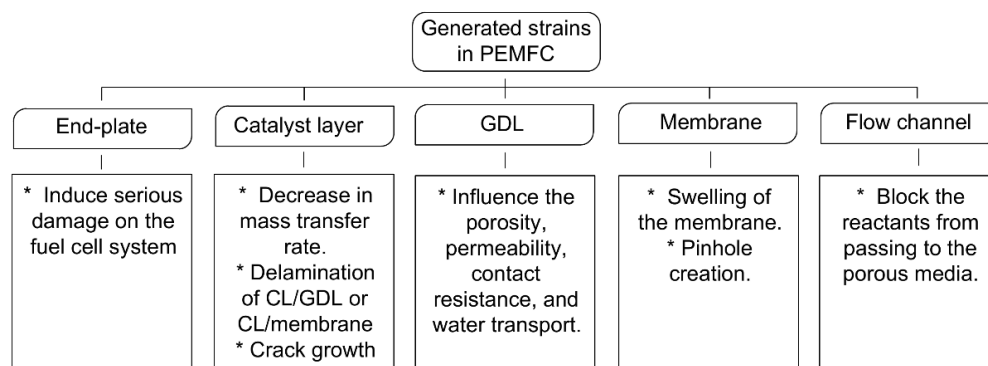 Generated strains
in PEMFC
End-plate
Catalyst layer
GDL
Membrane
Flow channel
* Induce serious
damage on the
fuel cell system
* Decrease in
mass transfer
rate.
* Delamination
of CL/GDL or
CL/membrane
* Crack growth
* Influence the
porosity,
permeability,
contact
resistance, and
water transport.
* Swelling of
the membrane.
* Pinhole
creation.
* Block the
reactants from
passing to the
porous media.